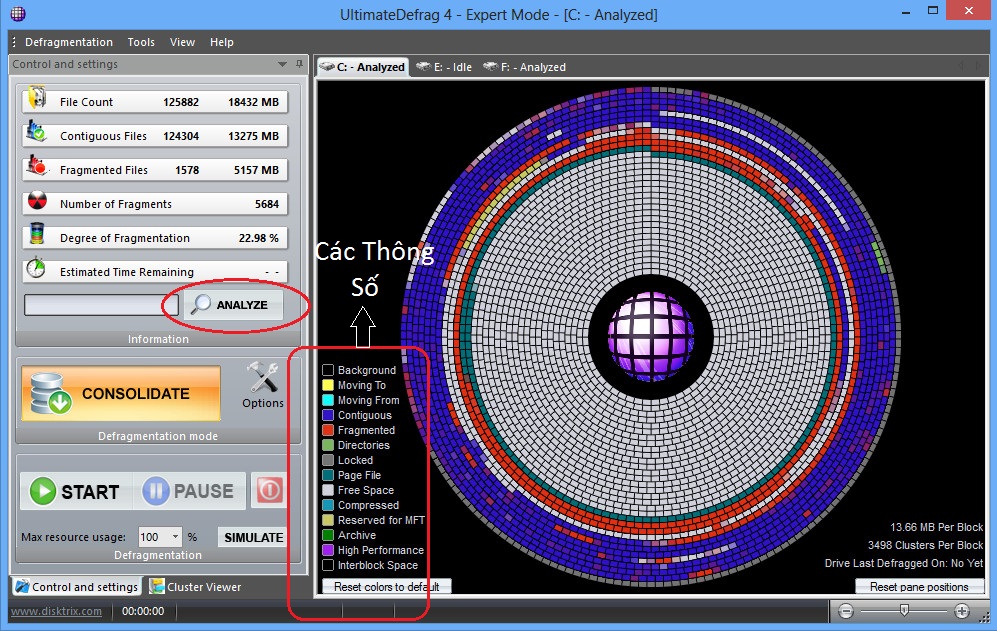 UltimateDefrag 4 - Expert Mode - [C: - Analyzed]
Defragmentation Tools View Help
Control and settings
C: - Analyzed E: - Idle F: - Analyzed
File Count 125882 18432 MB
Contiguous Files 124304 13275 MB
Fragmented Files 1578 5157 MB
Number of Fragments 5684
Degree of Fragmentation 22.98 %
Estimated Time Remaining - -
ANALYZE
Information
CONSOLIDATE
Options
Defragmentation mode
START PAUSE
Max resource usage: 100 % SIMULATE
Defragmentation
Control and settings Cluster Viewer
www.disktrix.com 00:00:00
Các Thông
Số
Background
Moving To
Moving From
Contiguous
Fragmented
Directories
Locked
Page File
Free Space
Compressed
Reserved for MFT
Archive
High Performance
Interblock Space
Reset colors to default
13.66 MB Per Block
3498 Clusters Per Block
Drive Last Defragged On: No Yet
Reset pane positions